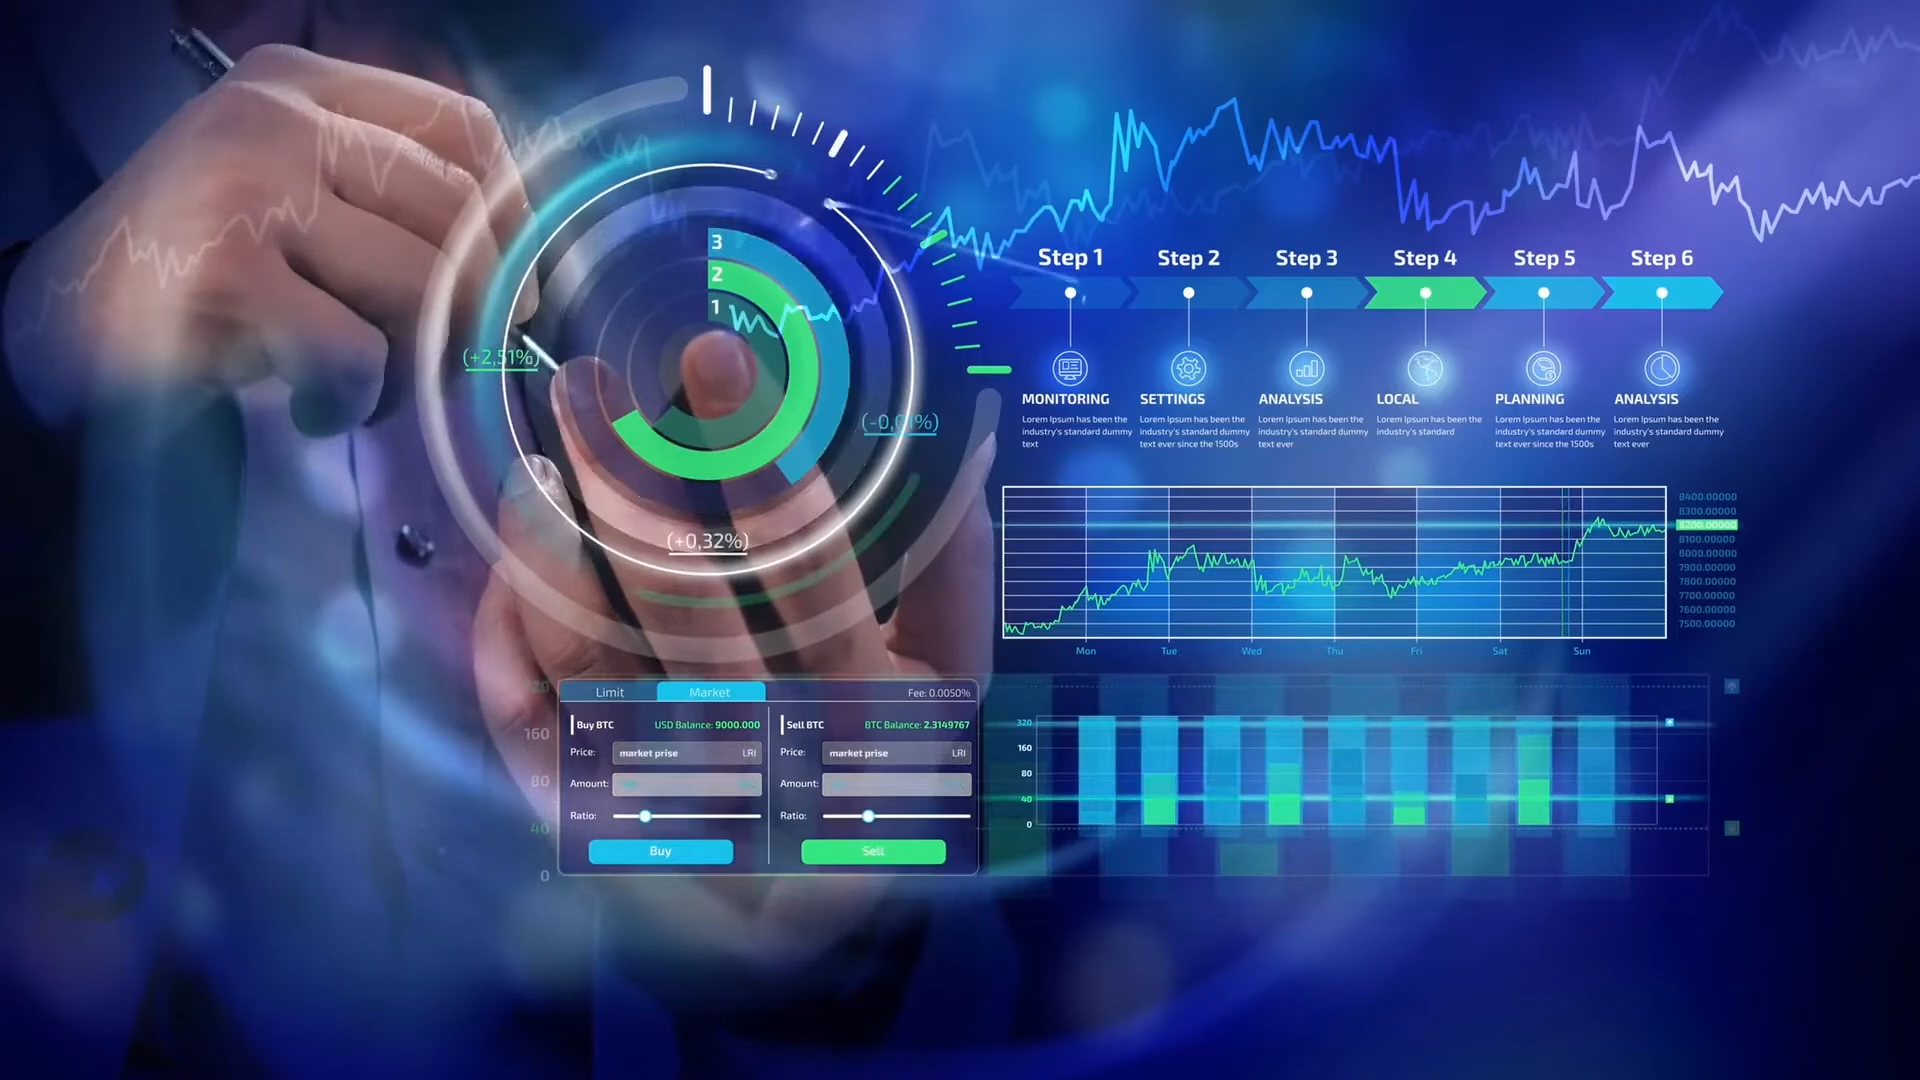 3
2
1
(+2,51%)
(-0,01%)
(+0,32%)
Step 1
Step 2
Step 3
Step 4
Step 5
Step 6
MONITORING
Lorem Ipsum has been the
industry's standard dummy
text
SETTINGS
Lorem Ipsum has been the
industry's standard dummy
text ever since the 1500s
ANALYSIS
Lorem Ipsum has been the
industry's standard dummy
text ever
LOCAL
Lorem Ipsum has been the
industry's standard
PLANNING
Lorem Ipsum has been the
industry's standard dummy
text ever since the 1500s
ANALYSIS
Lorem Ipsum has been the
industry's standard dummy
text ever
8400.00000
8300.00000
8200.00000
8100.00000
8000.00000
7900.00000
7800.00000
7700.00000
7600.00000
7500.00000
Mon Tue Wed Thu Fri Sat Sun
160
80
40
0
Limit Market Fee: 0.0050%
Buy BTC USD Balance: 9000.000
Price: market prise LRI
Amount:
Ratio:
Buy
Sell BTC BTC Balance: 2.3149767
Price: market prise LRI
Amount:
Ratio:
Sell
320
160
80
40
0